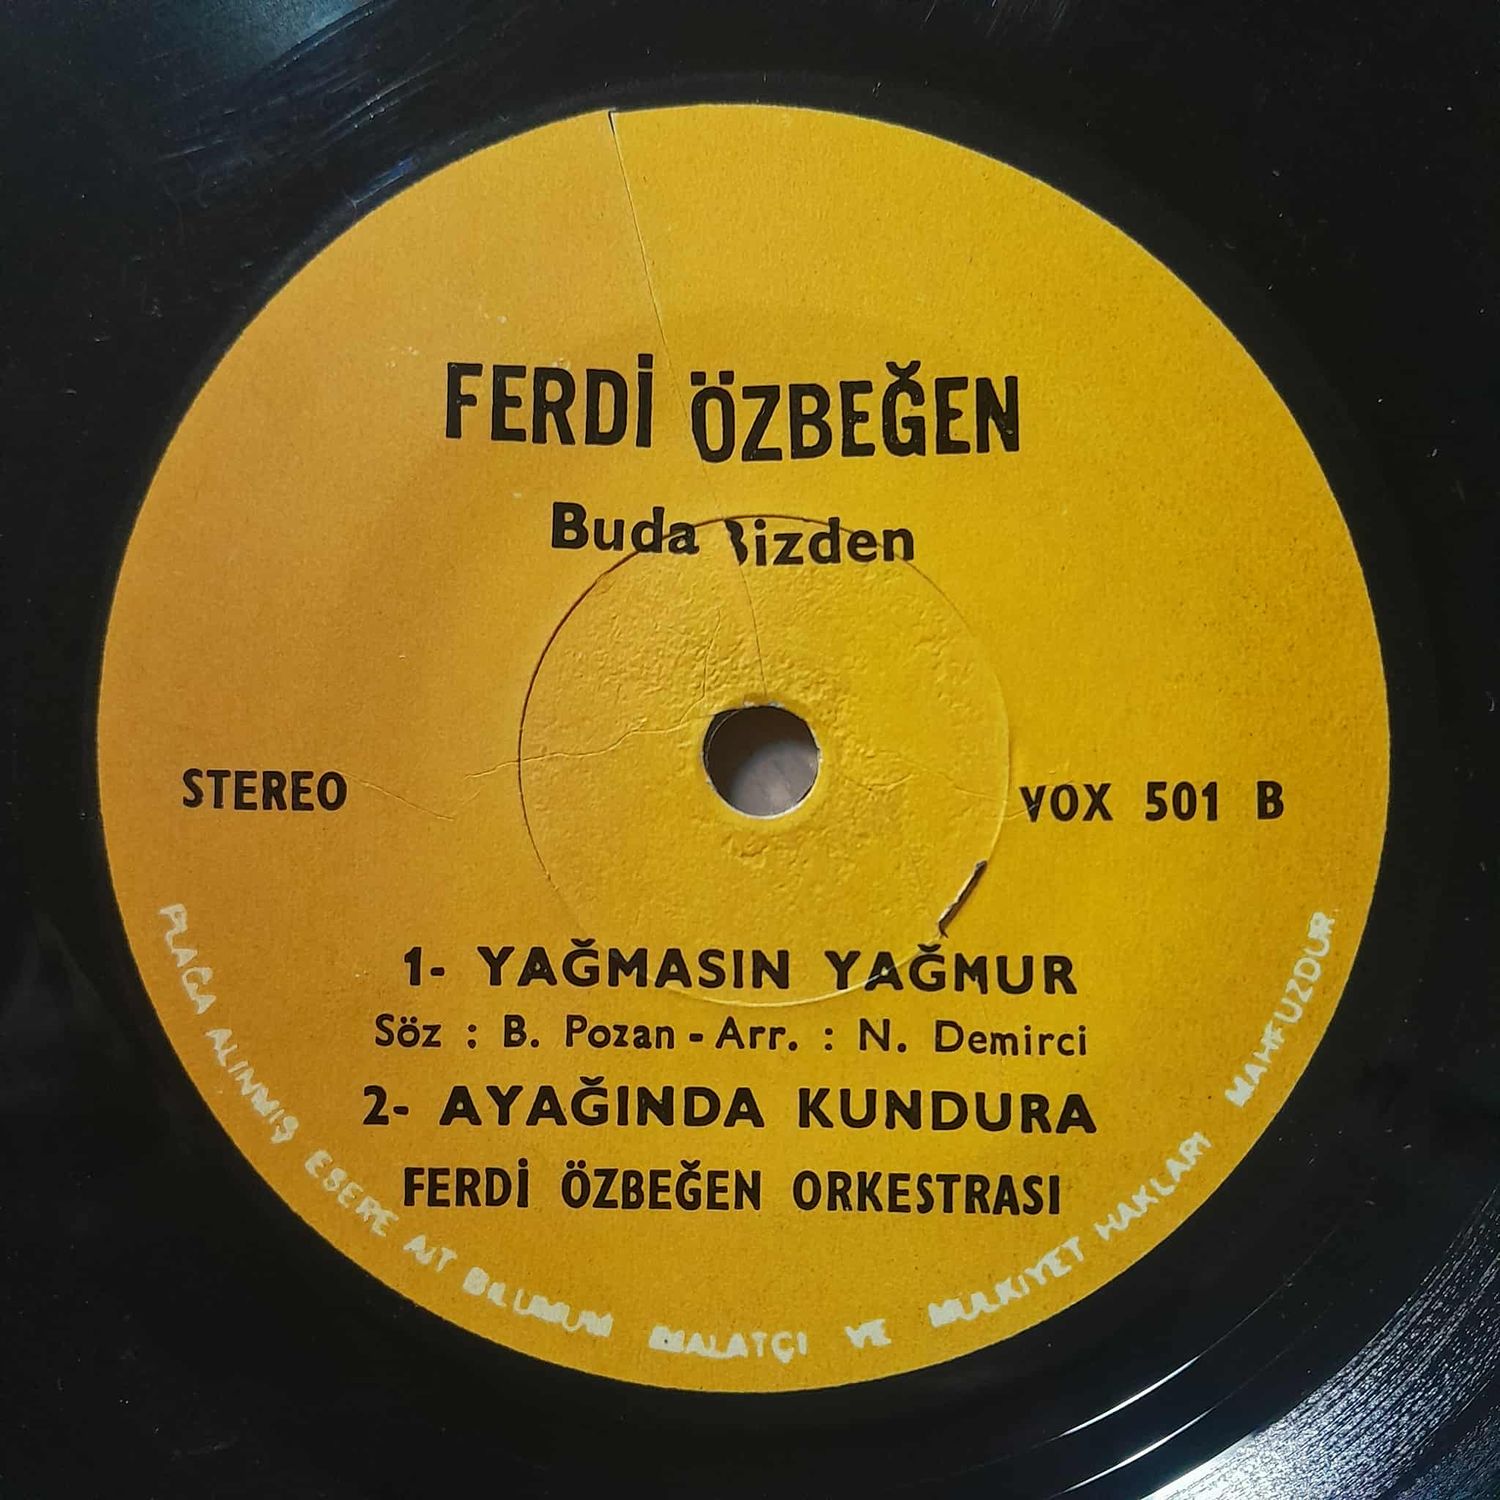 FERDİ ÖZBEĞEN
Buda Bizden
STEREO
VOX 501 B
1- YAĞMASIN YAĞMUR
Söz : B. Pozan - Arr. : N. Demirci
2- AYAĞINDA KUNDURA
FERDİ ÖZBEĞEN ORKESTRASI
PLAĞA ALINMIŞ ESERE AİT BİLUMUM İMALATÇI VE MULKİYET HAKLARI MAHFUZDUR